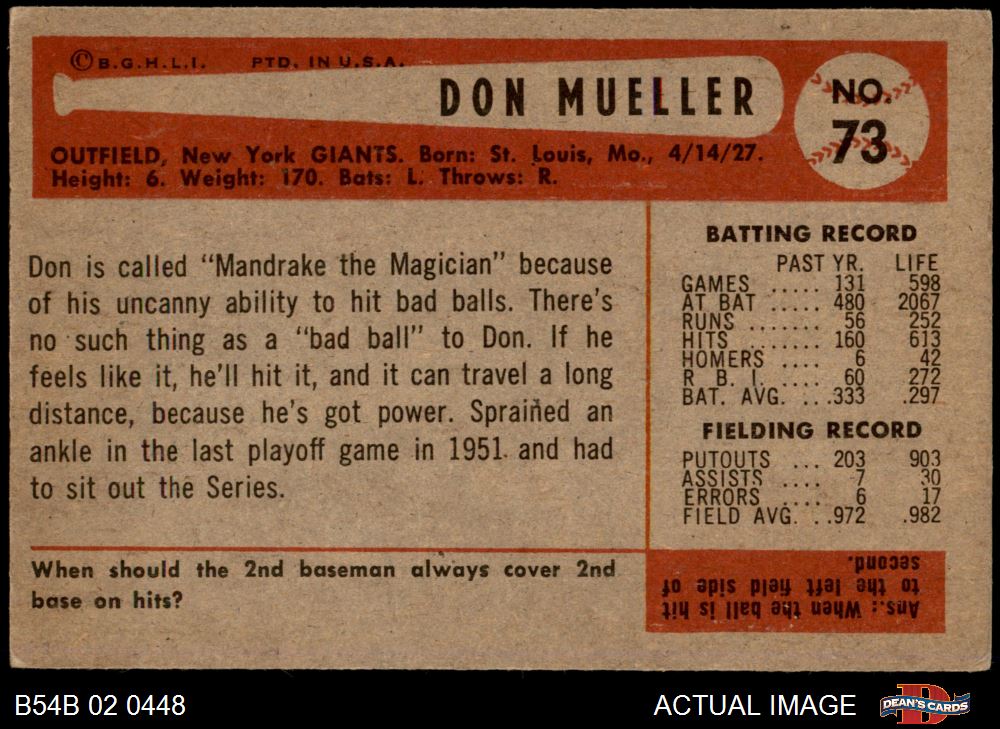 ©B.G.H.L.I. PTD. IN U.S.A.
DON MUELLER
NO.
73
OUTFIELD, New York GIANTS. Born: St. Louis, Mo., 4/14/27.
Height: 6. Weight: 170. Bats: L. Throws: R.
Don is called "Mandrake the Magician" because
of his uncanny ability to hit bad balls. There's
no such thing as a "bad ball" to Don. If he
feels like it, he'll hit it, and it can travel a long
distance, because he's got power. Sprained an
ankle in the last playoff game in 1951 and had
to sit out the Series.
BATTING RECORD
PAST YR. LIFE
GAMES ..... 131 598
AT BAT ..... 480 2067
RUNS ....... 56 252
HITS ....... 160 613
HOMERS .... 6 42
R. B. I. .... 60 272
BAT. AVG. ...333 .297
FIELDING RECORD
PUTOUTS ... 203 903
ASSISTS .... 7 30
ERRORS .... 6 17
FIELD AVG. ..972 .982
When should the 2nd baseman always cover 2nd
base on hits?
Ans.: When the ball is hit
to the left field side of
second.
B54B 02 0448
ACTUAL IMAGE
DEAN'S CARDS